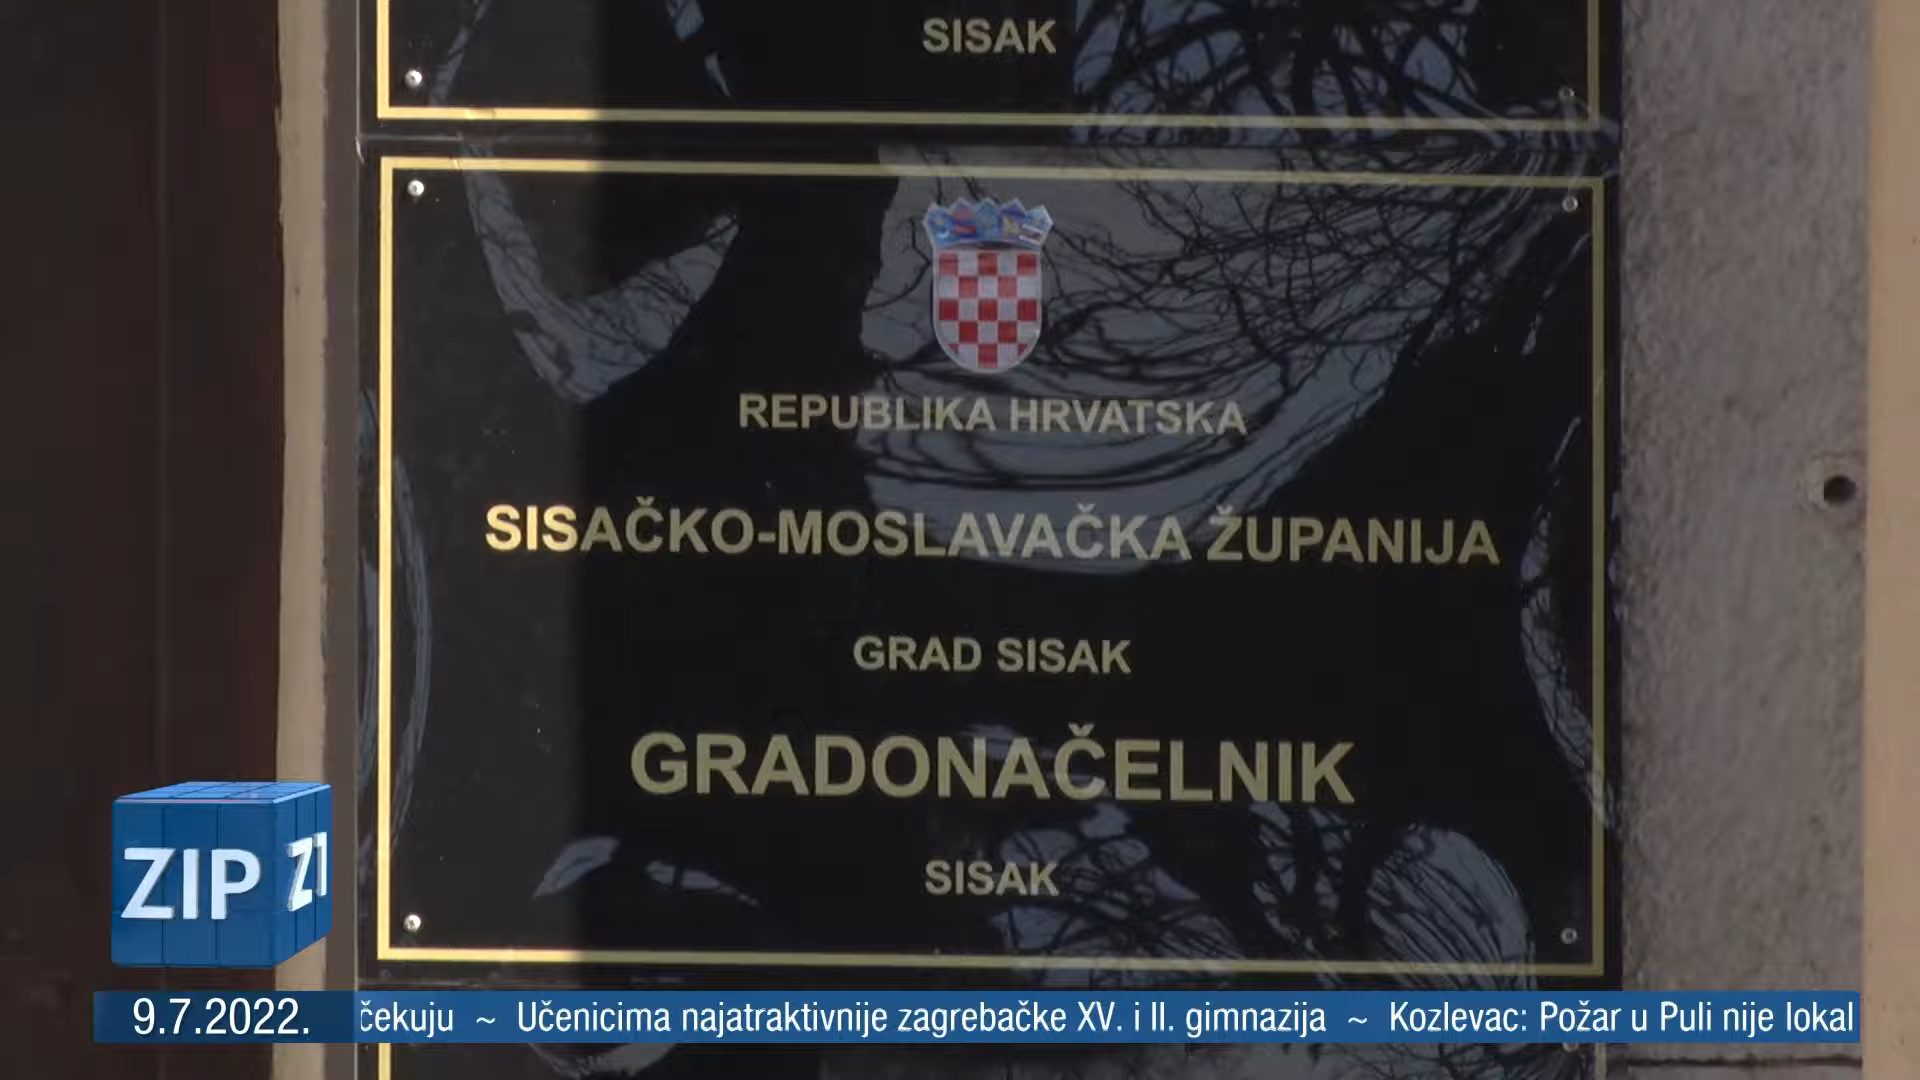 SISAK
REPUBLIKA HRVATSKA
SISAČKO-MOSLAVAČKA ŽUPANIJA
GRAD SISAK
GRADONAČELNIK
SISAK
ZIP Z1
9.7.2022. čekuju ~ Učenicima najatraktivnije zagrebačke XV. i II. gimnazija ~ Kozlevac: Požar u Puli nije lokal